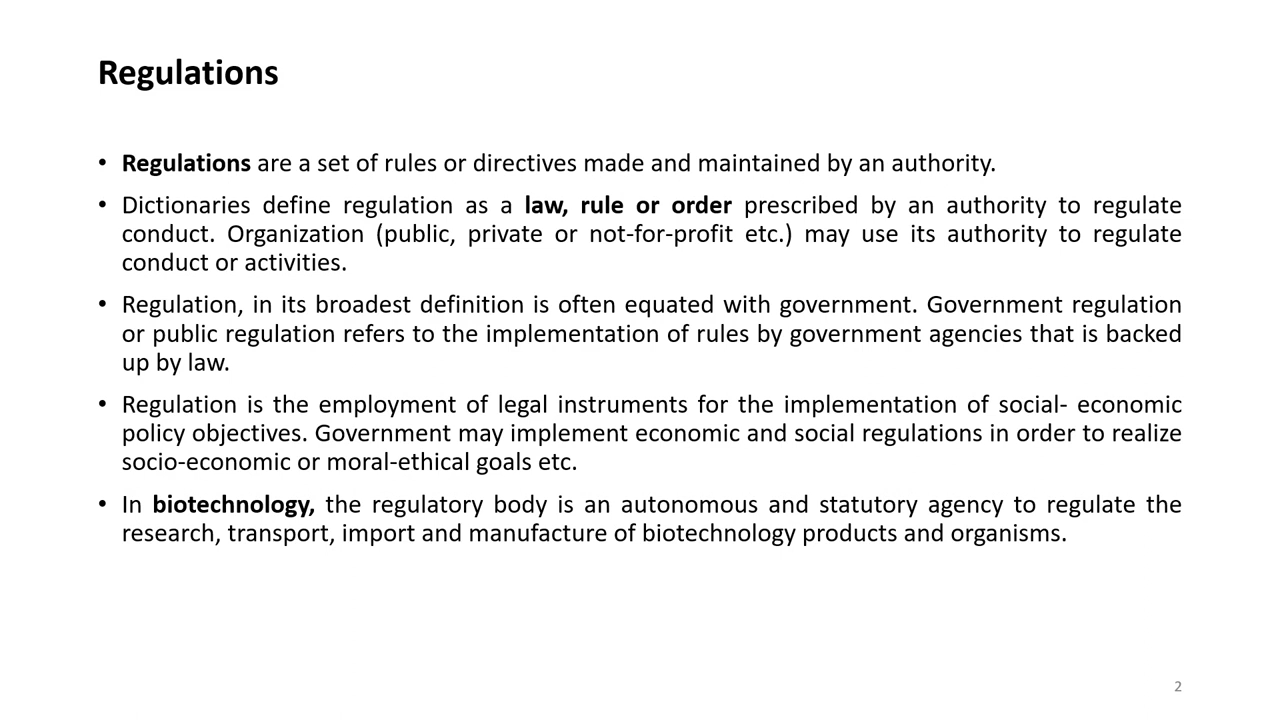 Regulations
• Regulations are a set of rules or directives made and maintained by an authority.
• Dictionaries define regulation as a law, rule or order prescribed by an authority to regulate
conduct. Organization (public, private or not-for-profit etc.) may use its authority to regulate
conduct or activities.
• Regulation, in its broadest definition is often equated with government. Government regulation
or public regulation refers to the implementation of rules by government agencies that is backed
up by law.
• Regulation is the employment of legal instruments for the implementation of social- economic
policy objectives. Government may implement economic and social regulations in order to realize
socio-economic or moral-ethical goals etc.
• In biotechnology, the regulatory body is an autonomous and statutory agency to regulate the
research, transport, import and manufacture of biotechnology products and organisms.
2